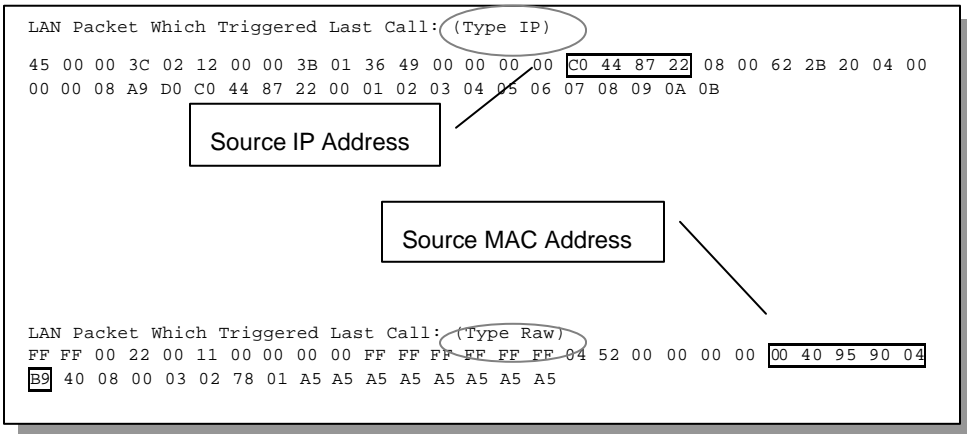 LAN Packet Which Triggered Last Call: (Type IP)
45 00 00 3C 02 12 00 00 3B 01 36 49 00 00 00 00 C0 44 87 22 08 00 62 2B 20 04 00
00 00 08 A9 D0 C0 44 87 22 00 01 02 03 04 05 06 07 08 09 0A 0B
Source IP Address
Source MAC Address
LAN Packet Which Triggered Last Call: (Type Raw)
FF FF 00 22 00 11 00 00 00 00 FF FF FF FF FF FF 04 52 00 00 00 00 00 40 95 90 04
B9 40 08 00 03 02 78 01 A5 A5 A5 A5 A5 A5 A5 A5